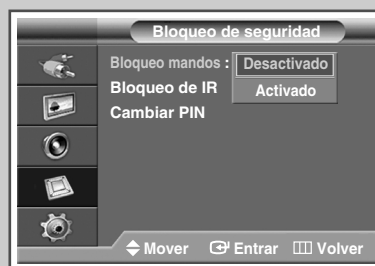 Bloqueo de seguridad
Bloqueo mandos : Desactivado
Bloqueo de IR Activado
Cambiar PIN
Mover Entrar Volver